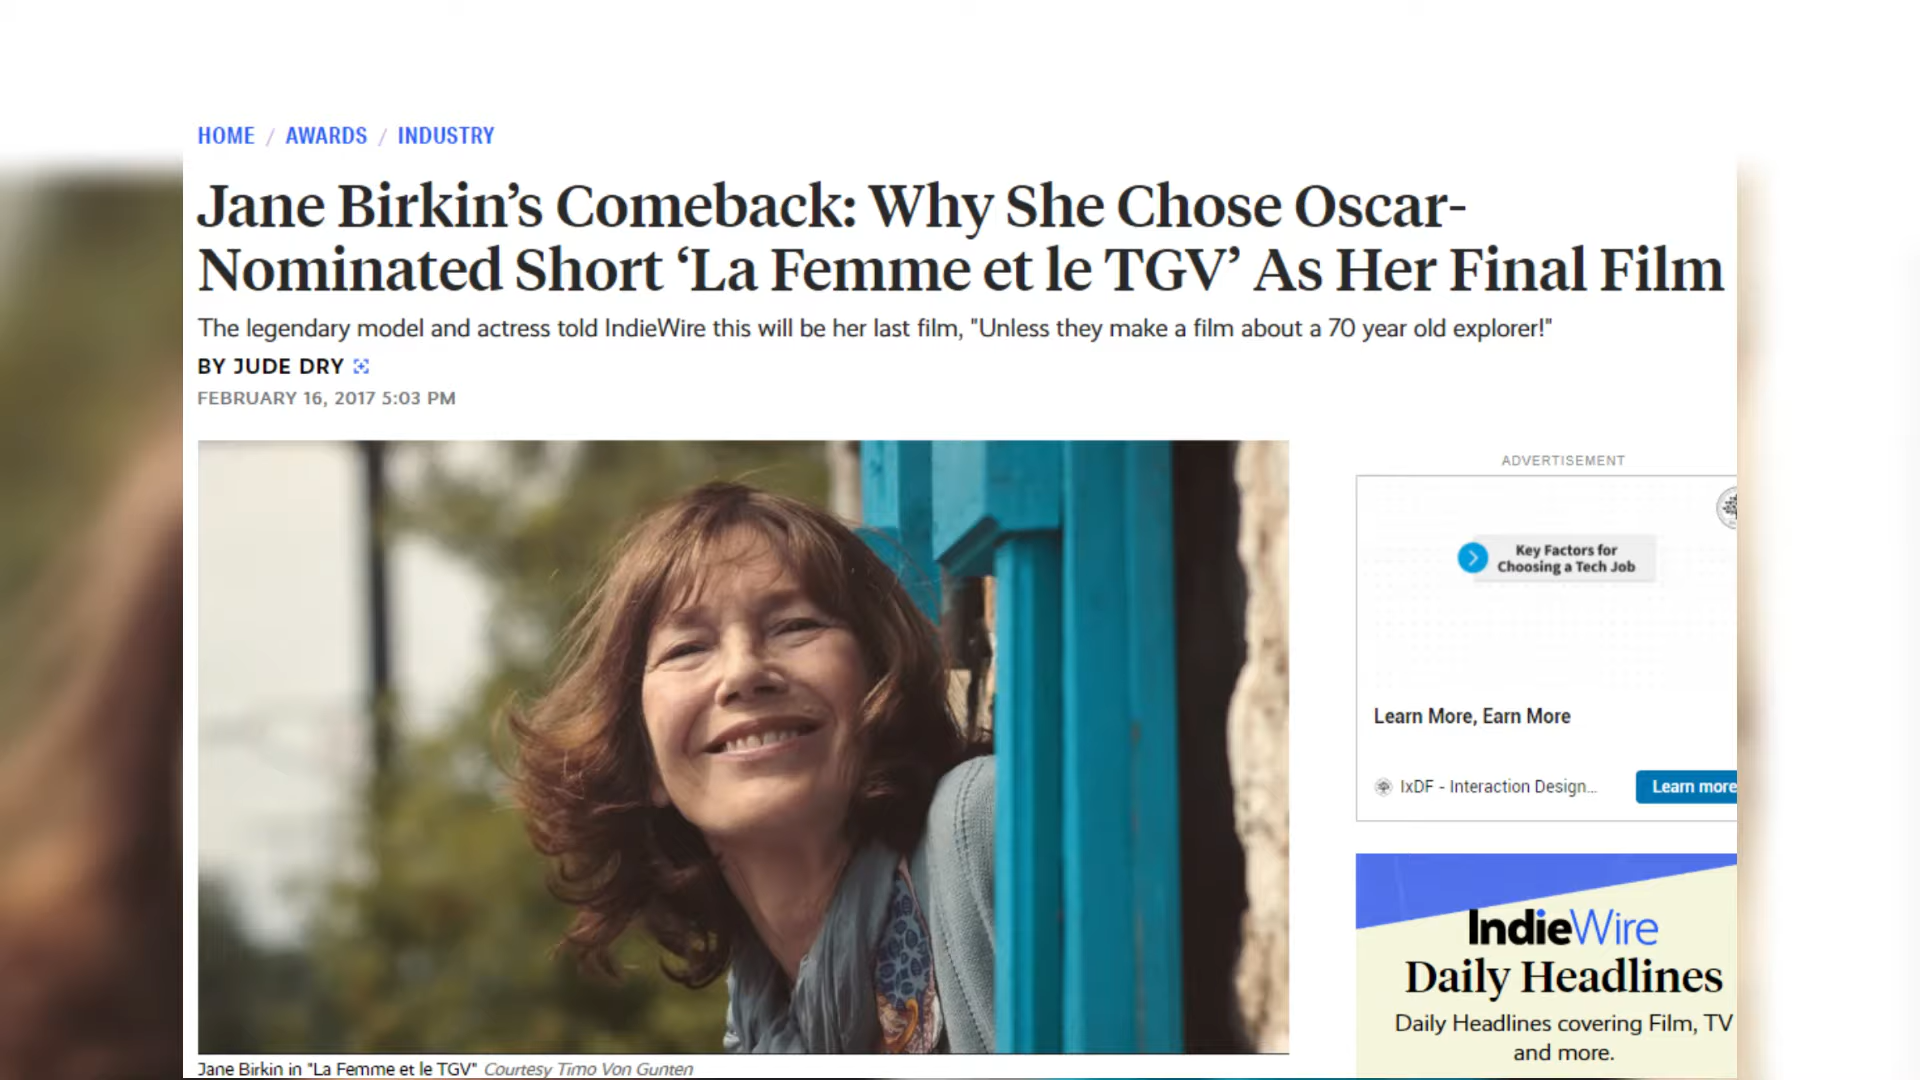 HOME / AWARDS / INDUSTRY
Jane Birkin’s Comeback: Why She Chose Oscar-
Nominated Short ‘La Femme et le TGV’ As Her Final Film
The legendary model and actress told IndieWire this will be her last film, "Unless they make a film about a 70 year old explorer!"
BY JUDE DRY
FEBRUARY 16, 2017 5:03 PM
ADVERTISEMENT
Key Factors for
Choosing a Tech Job
Learn More, Earn More
IxDF - Interaction Design...
Learn more
IndieWire
Daily Headlines
Daily Headlines covering Film, TV
and more.
Jane Birkin in "La Femme et le TGV" Courtesy Timo Von Gunten